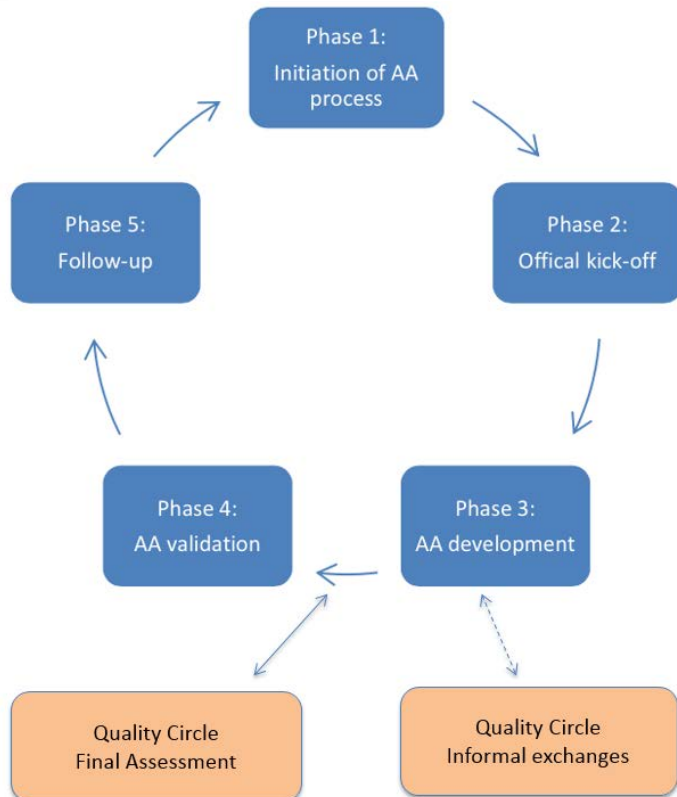 Phase 1:
Initiation of AA
process
Phase 2:
Offical kick-off
Phase 3:
AA development
Phase 4:
AA validation
Phase 5:
Follow-up
Quality Circle
Final Assessment
Quality Circle
Informal exchanges